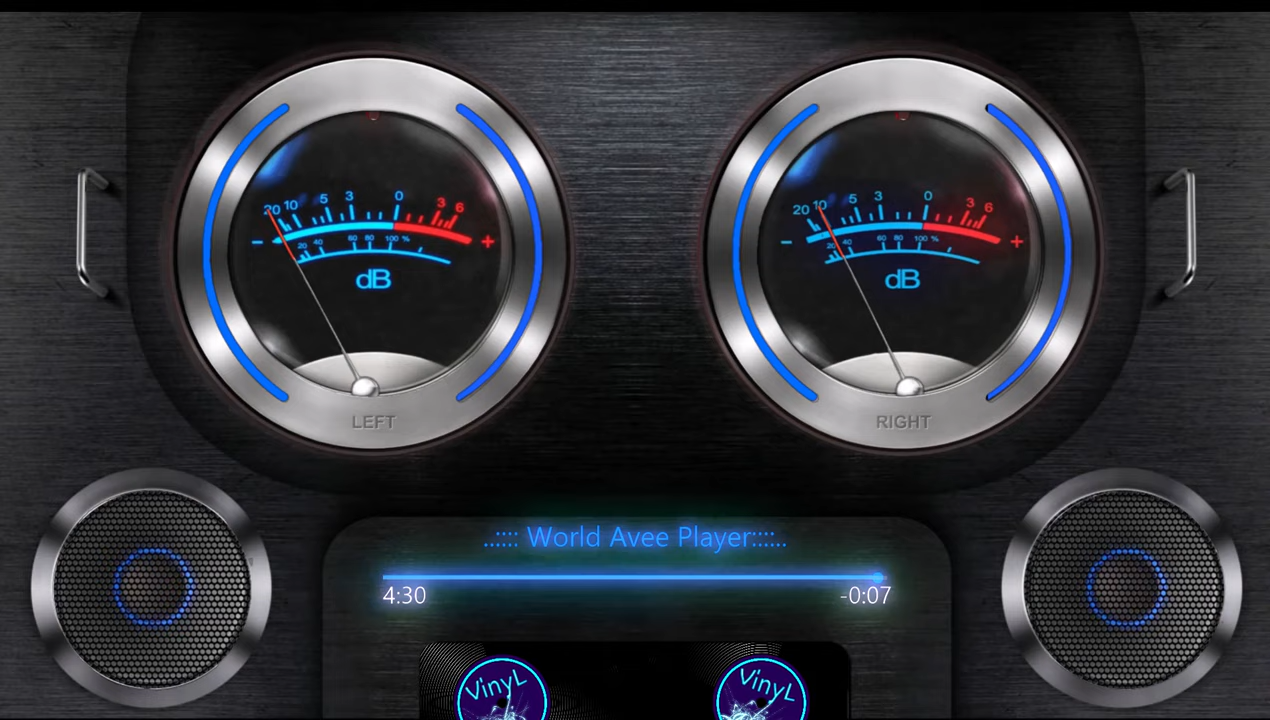 20 10 5 3 0 3 6
- +
20 40 60 80 100 %
dB
LEFT
20 10 5 3 0 3 6
- +
20 40 60 80 100 %
dB
RIGHT
..:::: World Avee Player::::..
4:30 -0:07
VinyL VinyL